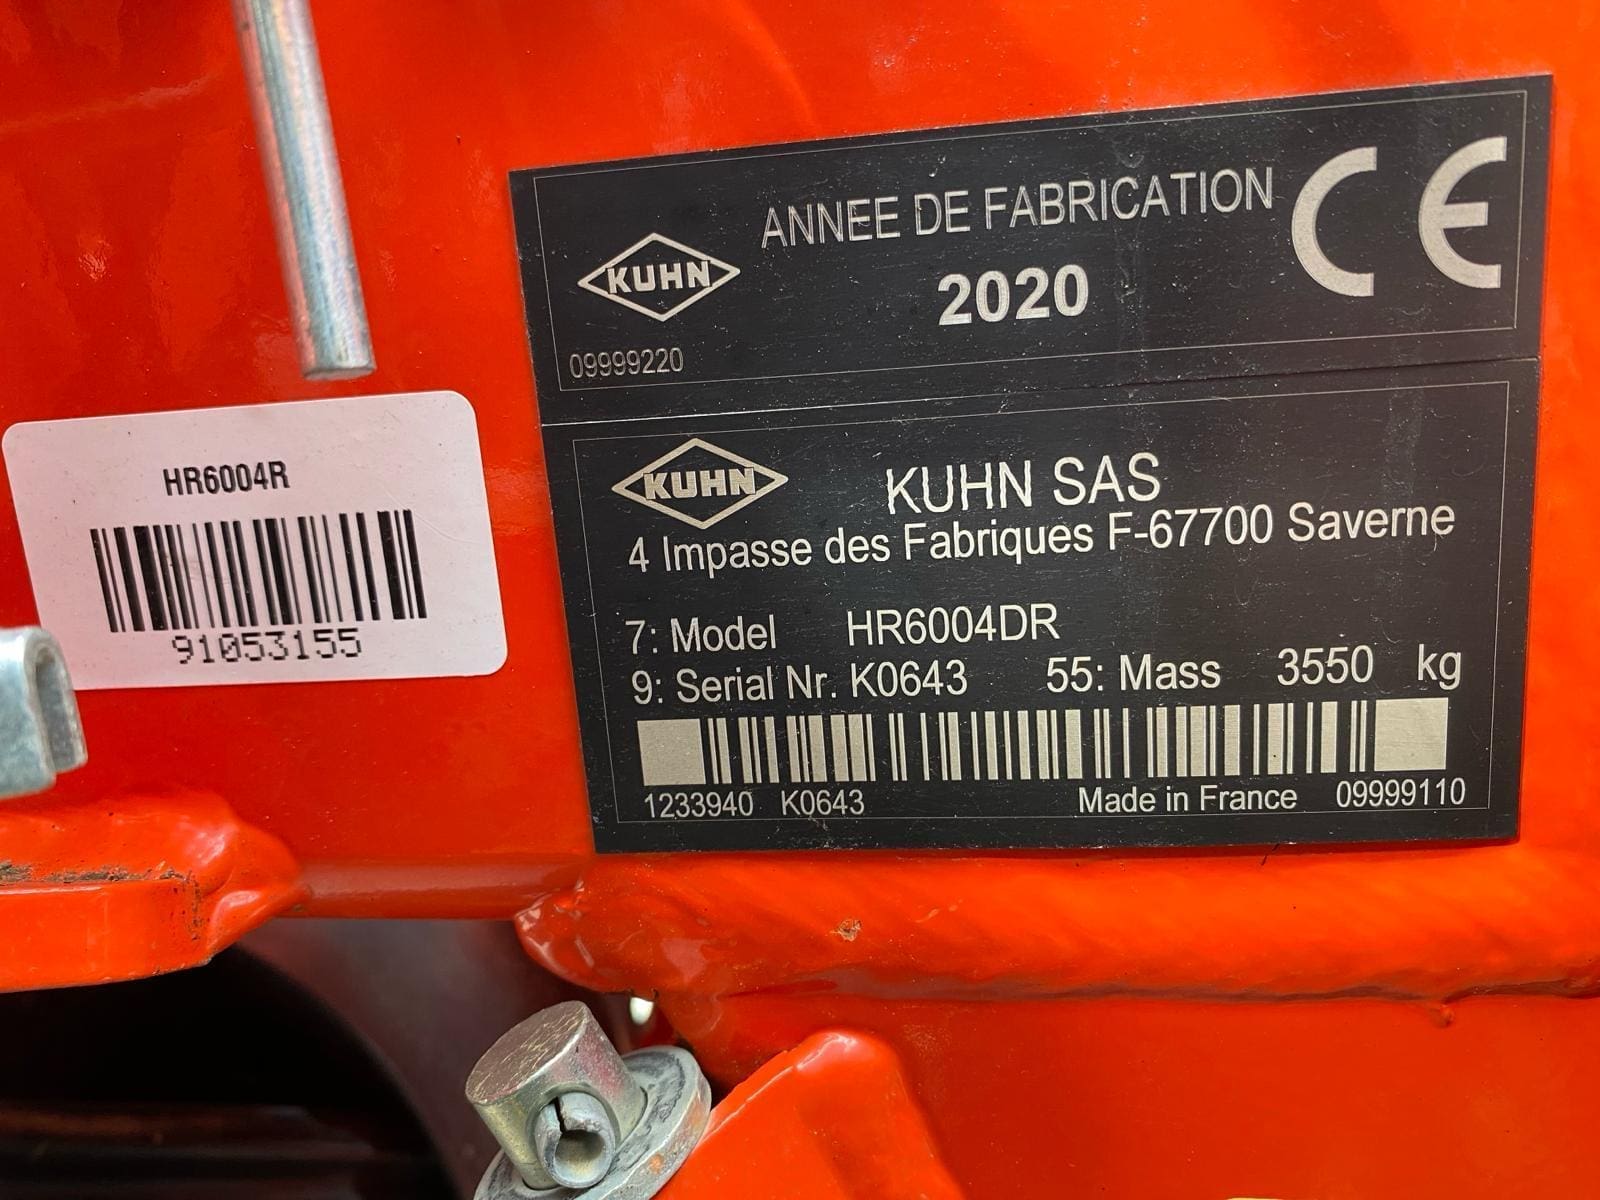 HR6004R
91053155
ANNEE DE FABRICATION
CE
KUHN
2020
09999220
KUHN
KUHN SAS
4 Impasse des Fabriques F-67700 Saverne
7: Model HR6004DR
9: Serial Nr. K0643 55: Mass 3550 kg
1233940 K0643 Made in France 09999110